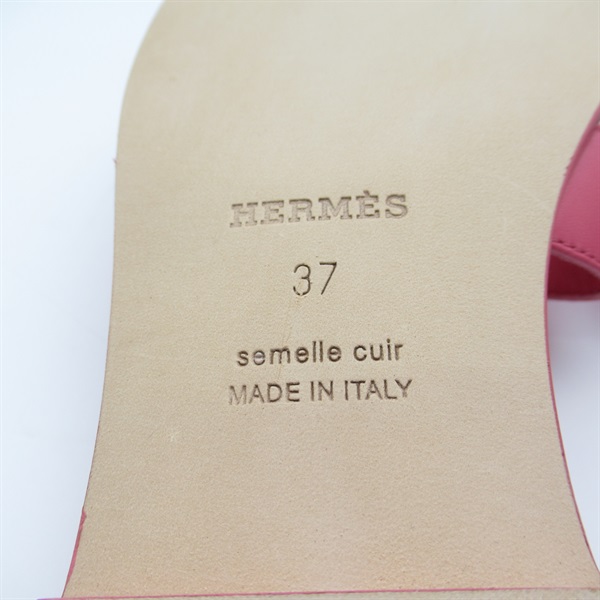 HERMÈS
37
semelle cuir
MADE IN ITALY